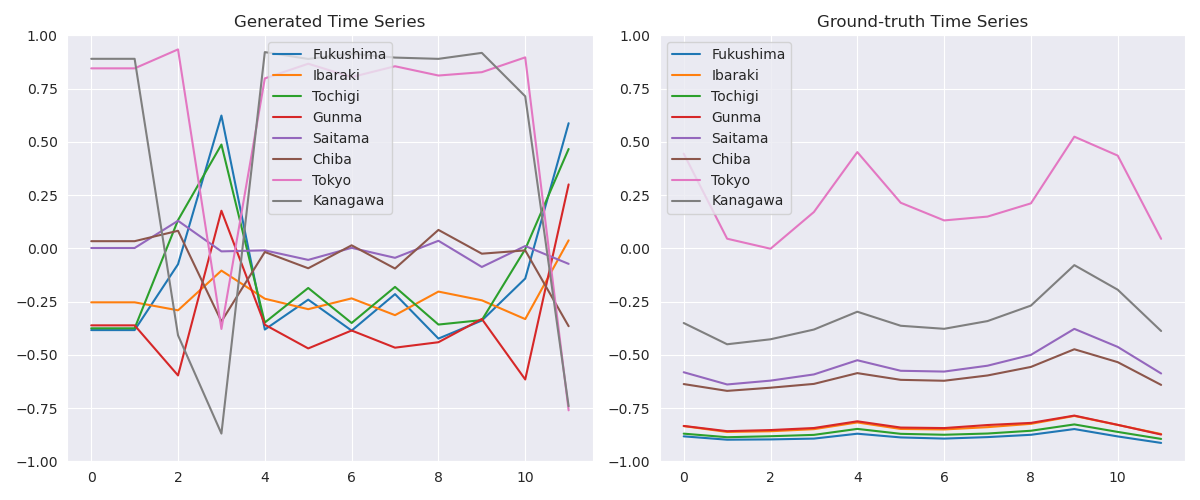 Generated Time Series
1.00
0.75
0.50
0.25
0.00
−0.25
−0.50
−0.75
−1.00
0
2
4
6
8
10
Fukushima
Ibaraki
Tochigi
Gunma
Saitama
Chiba
Tokyo
Kanagawa
Ground-truth Time Series
1.00
0.75
0.50
0.25
0.00
−0.25
−0.50
−0.75
−1.00
0
2
4
6
8
10
Fukushima
Ibaraki
Tochigi
Gunma
Saitama
Chiba
Tokyo
Kanagawa